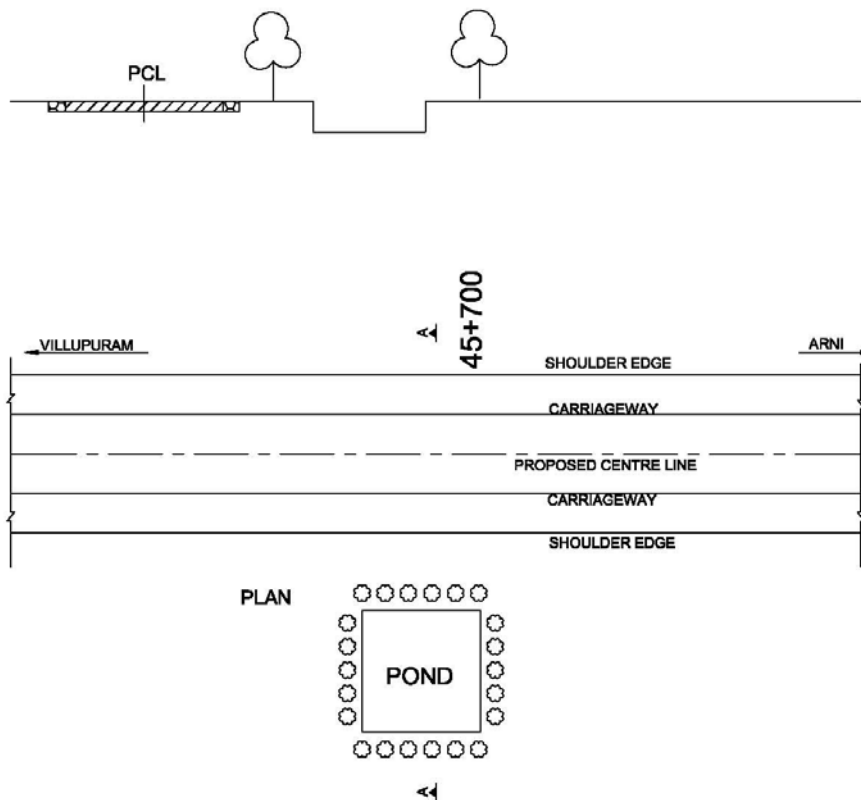 PCL
A
45+700
VILLUPURAM
ARNI
SHOULDER EDGE
CARRIAGEWAY
PROPOSED CENTRE LINE
CARRIAGEWAY
SHOULDER EDGE
PLAN
POND
A